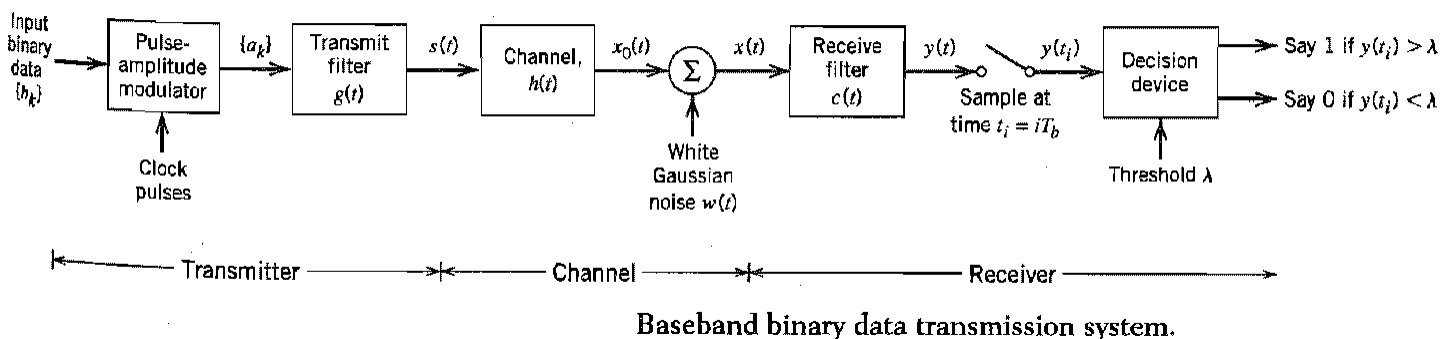 Input
binary
data
{b_k}
Pulse-
amplitude
modulator
Clock
pulses
{a_k}
Transmit
filter
g(t)
s(t)
Channel,
h(t)
x_0(t)
Σ
White
Gaussian
noise w(t)
x(t)
Receive
filter
c(t)
y(t)
Sample at
time t_i = iT_b
y(t_i)
Decision
device
Threshold λ
Say 1 if y(t_i) > λ
Say 0 if y(t_i) < λ
Transmitter
Channel
Receiver
Baseband binary data transmission system.